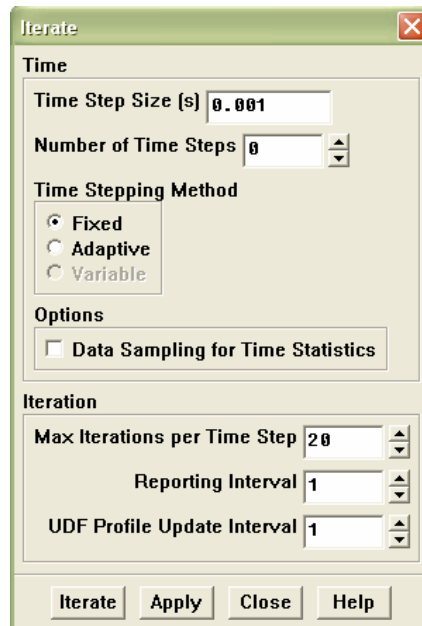 Iterate
Time
Time Step Size (s) 0.001
Number of Time Steps 0
Time Stepping Method
Fixed
Adaptive
Variable
Options
Data Sampling for Time Statistics
Iteration
Max Iterations per Time Step 20
Reporting Interval 1
UDF Profile Update Interval 1
Iterate Apply Close Help